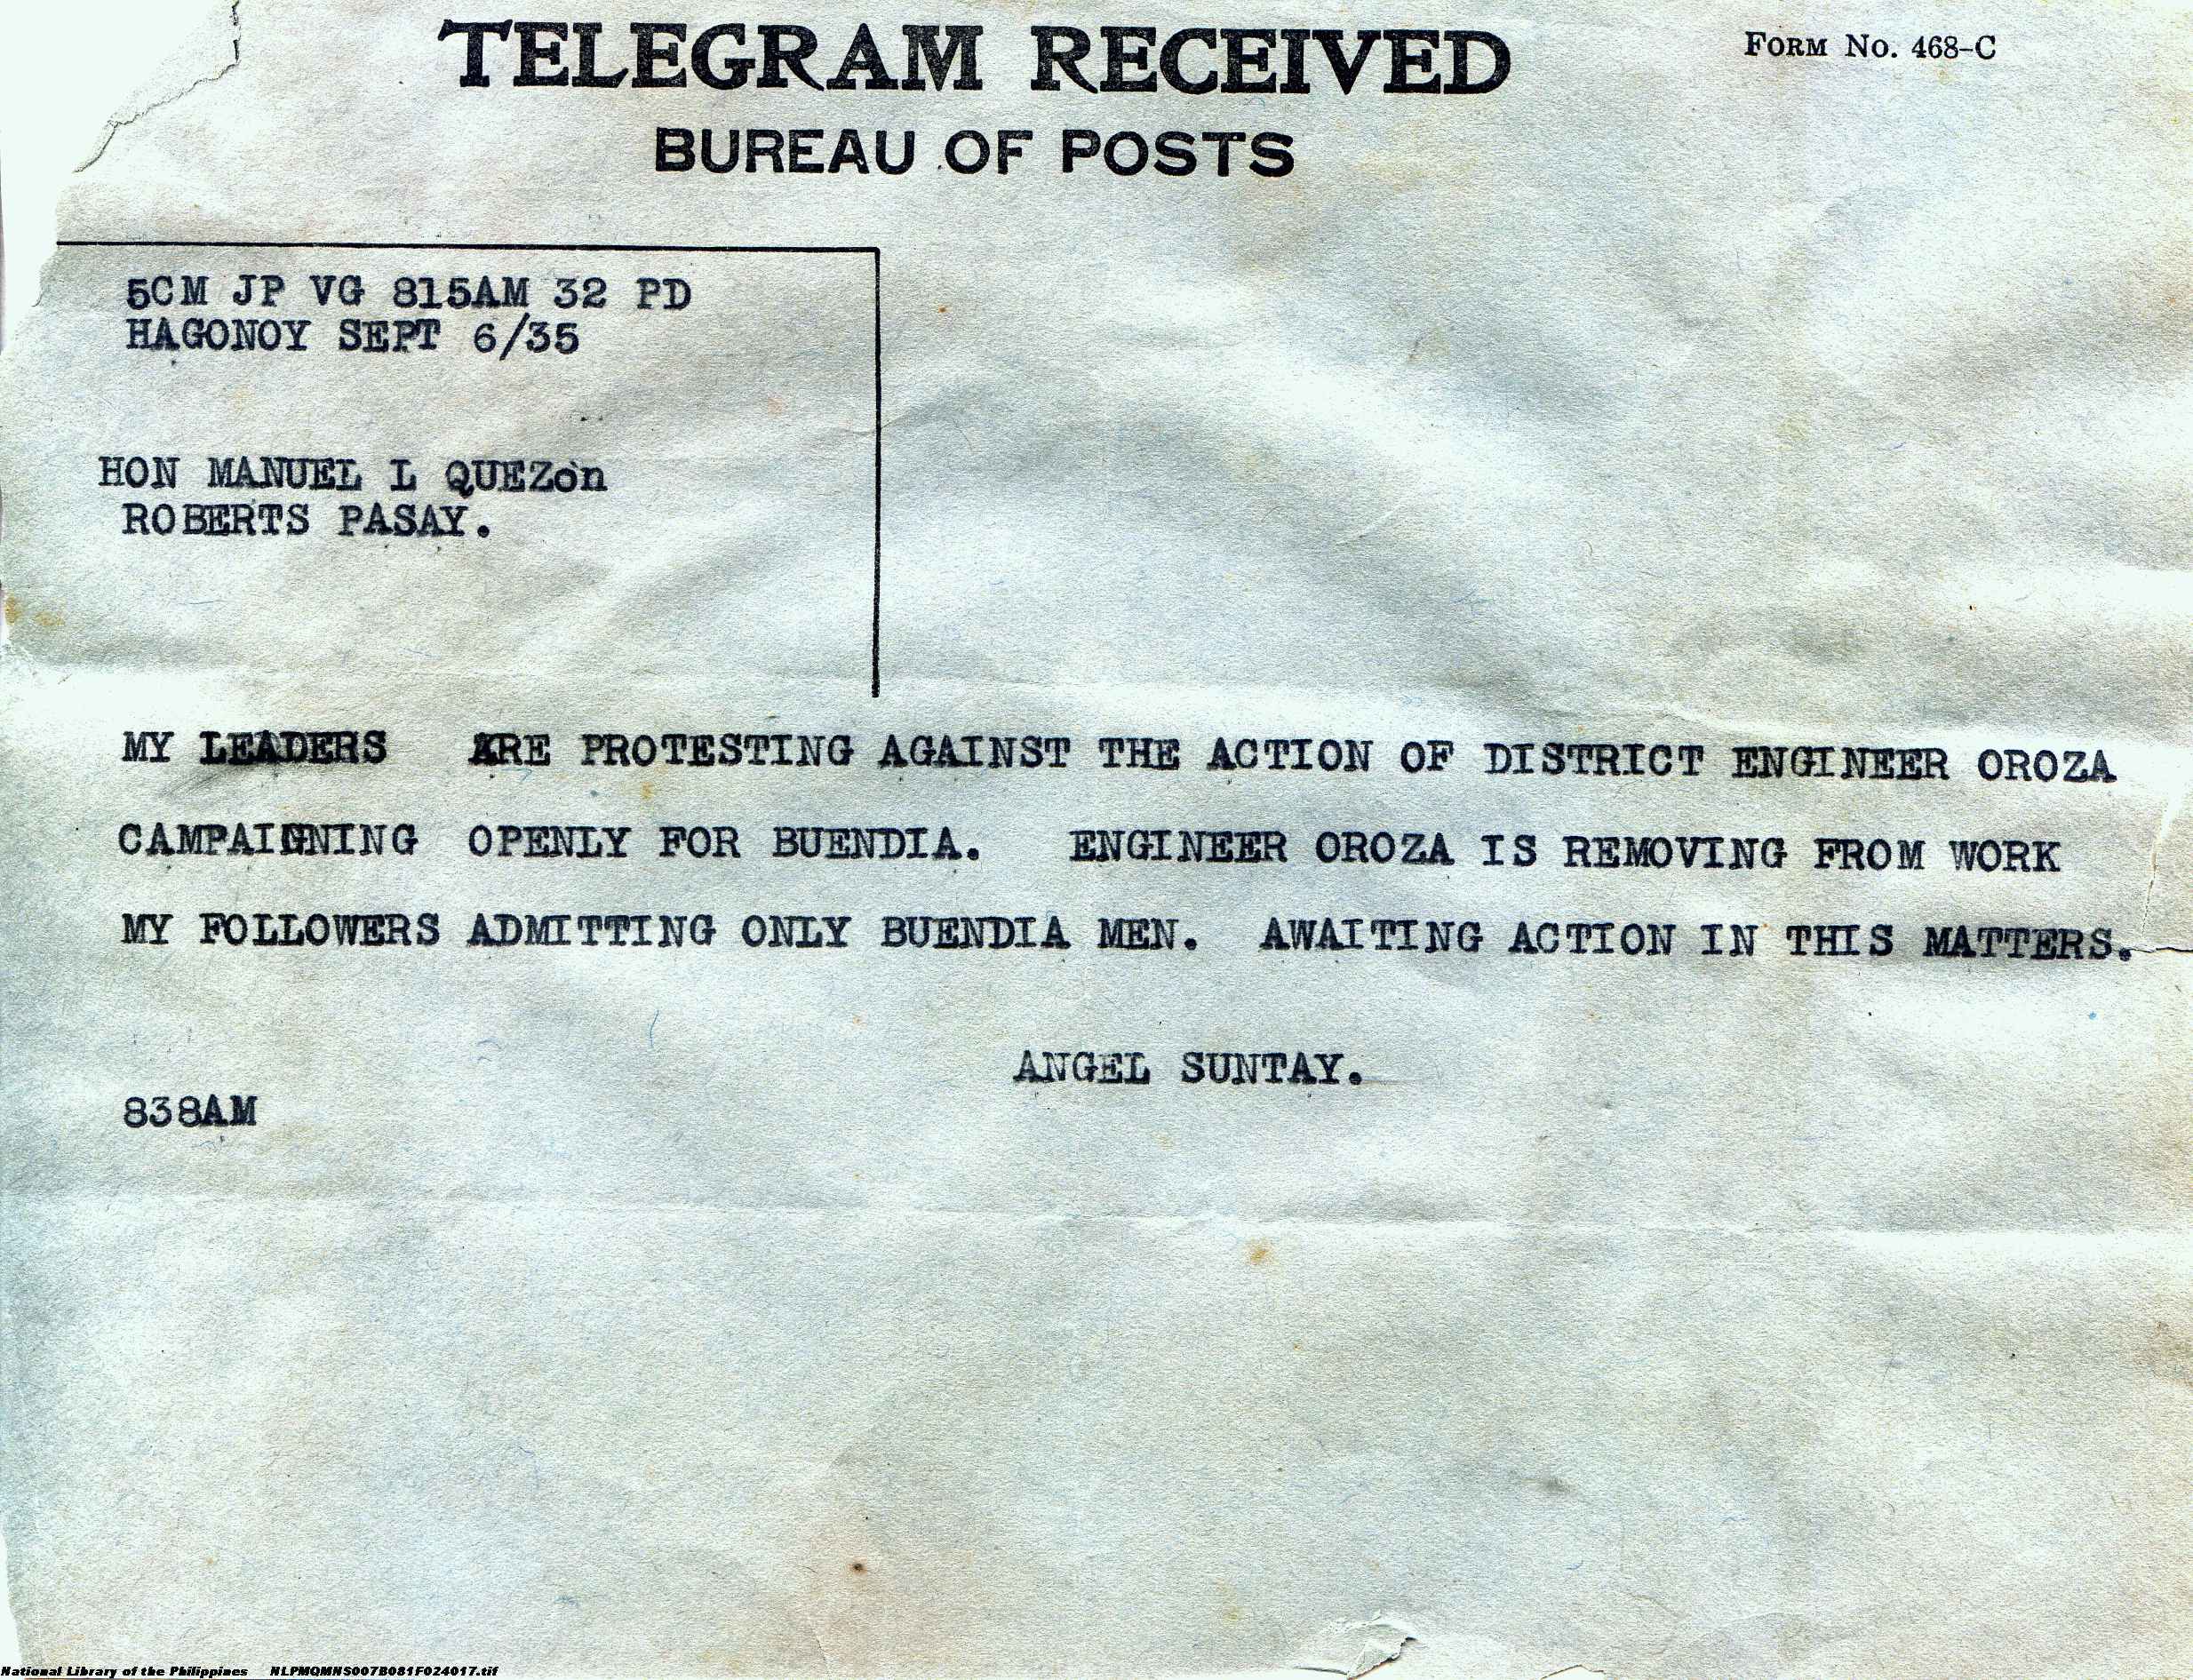 TELEGRAM RECEIVED
FORM NO. 468-C
BUREAU OF POSTS
5CM JP VG 815AM 32 PD
HAGONOY SEPT 6/35
HON MANUEL L QUEZon
ROBERTS PASAY.
MY LEADERS ARE PROTESTING AGAINST THE ACTION OF DISTRICT ENGINEER OROZA
CAMPAIGNING OPENLY FOR BUENDIA. ENGINEER OROZA IS REMOVING FROM WORK
MY FOLLOWERS ADMITTING ONLY BUENDIA MEN. AWAITING ACTION IN THIS MATTERS.
ANGEL SUNTAY.
838AM
National Library of the Philippines NLPMQMNS007B081F024017.tif